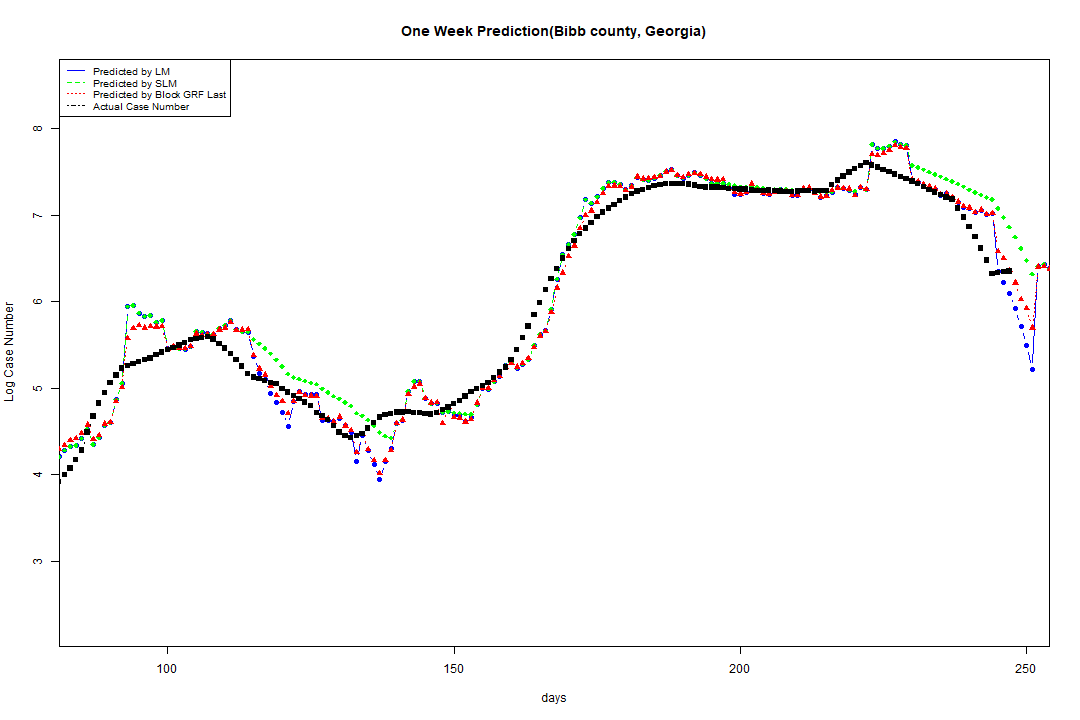 One Week Prediction(Bibb county, Georgia)
Predicted by LM
Predicted by SLM
Predicted by Block GRF Last
Actual Case Number
8
7
6
5
4
3
Log Case Number
100 150 200 250
days